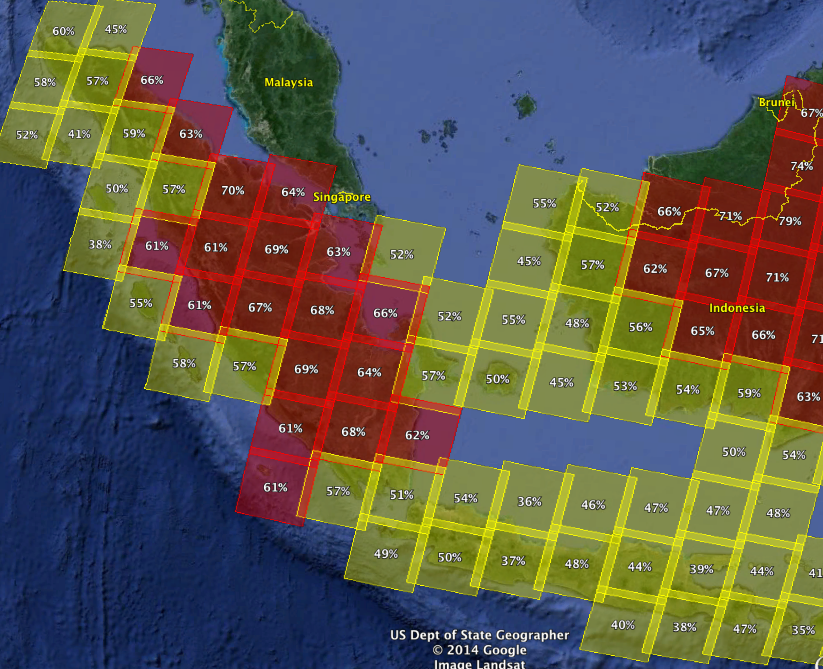 60% 45%
58% 57% 66%
52% 41% 59% 63%
Malaysia
Brunei
67%
74%
50% 57% 70% 64%
Singapore
55% 52% 66% 71% 79%
38% 61% 61% 69% 63% 52%
45% 57% 62% 67% 71%
Indonesia
55% 61% 67% 68% 66% 52% 55% 48% 56% 65% 66% 71
58% 57% 69% 64% 57% 50% 45% 53% 54% 59% 63%
61% 68% 62% 50% 54%
61% 57% 51% 54% 36% 46% 47% 47% 48%
49% 50% 37% 48% 44% 39% 44% 41
40% 38% 47% 35%
US Dept of State Geographer
© 2014 Google
Image Landsat